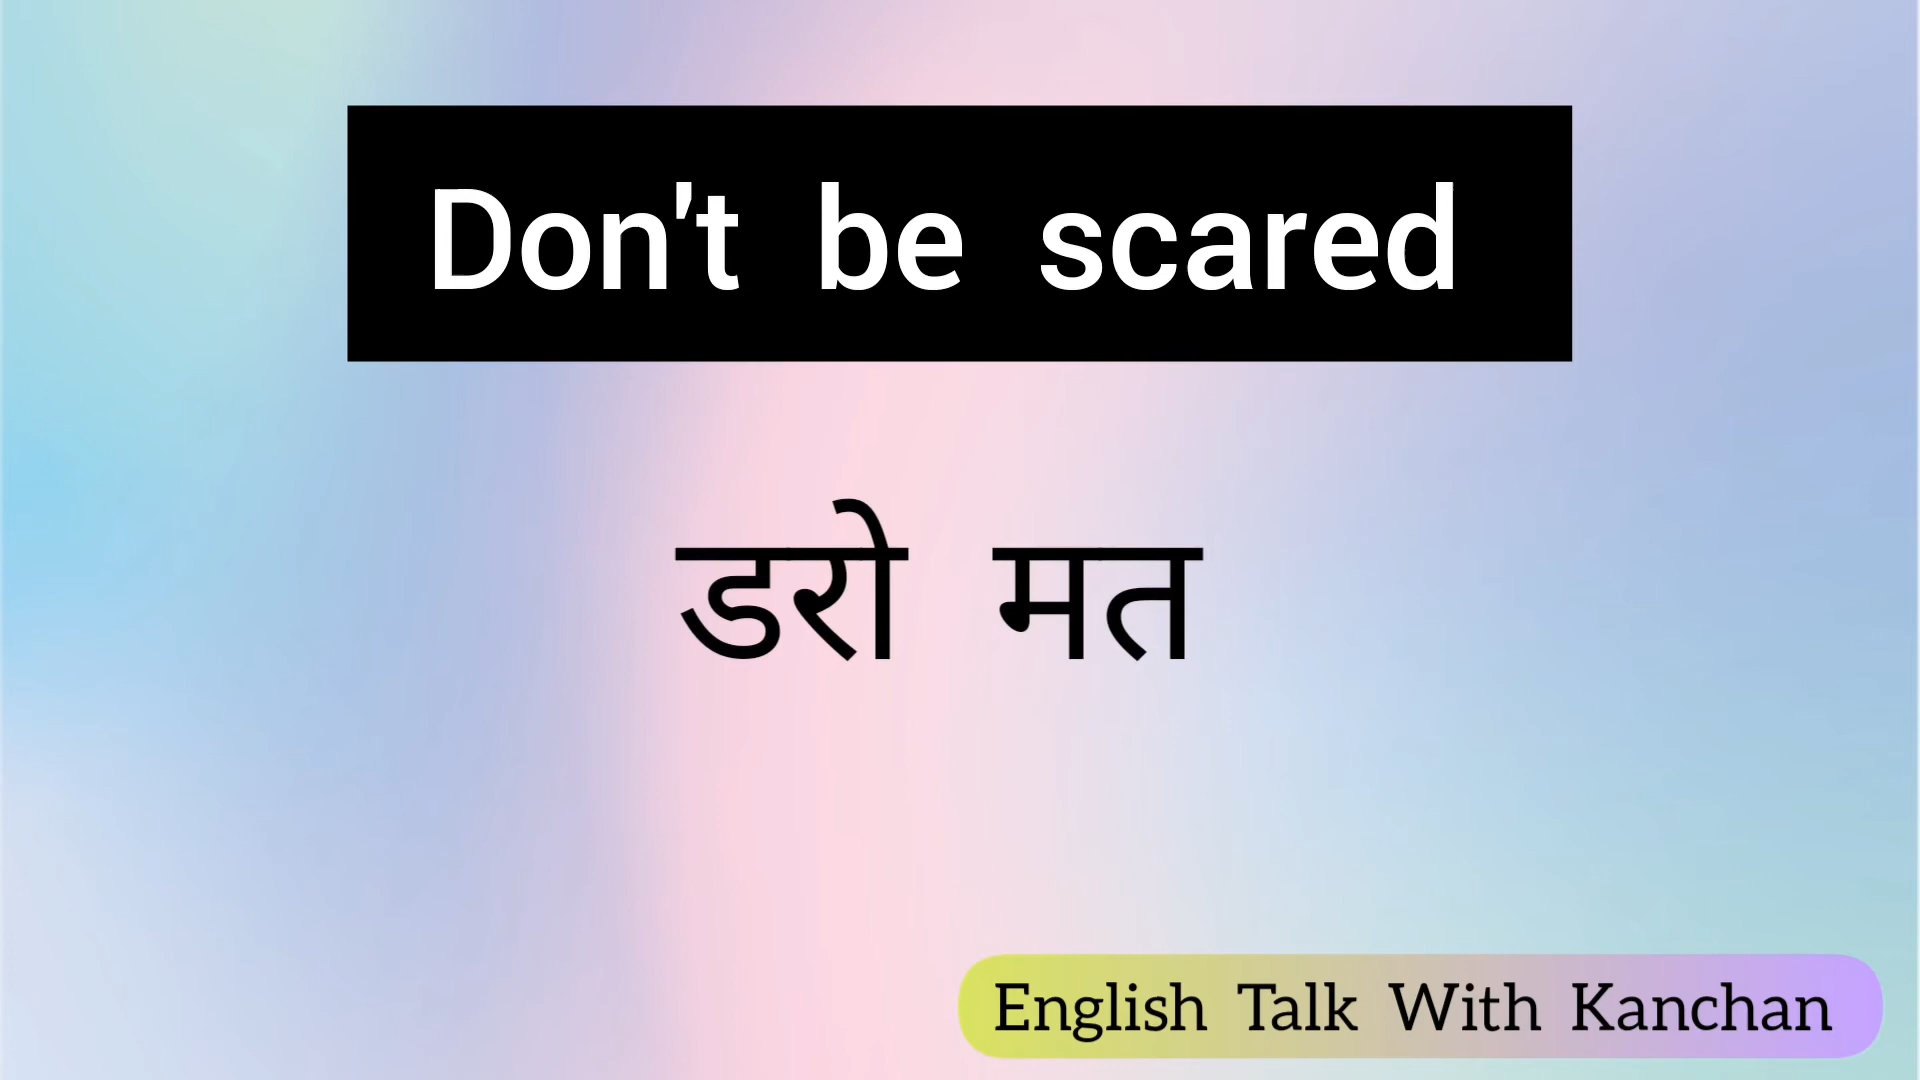 Don't be scared
डरो मत
English Talk With Kanchan